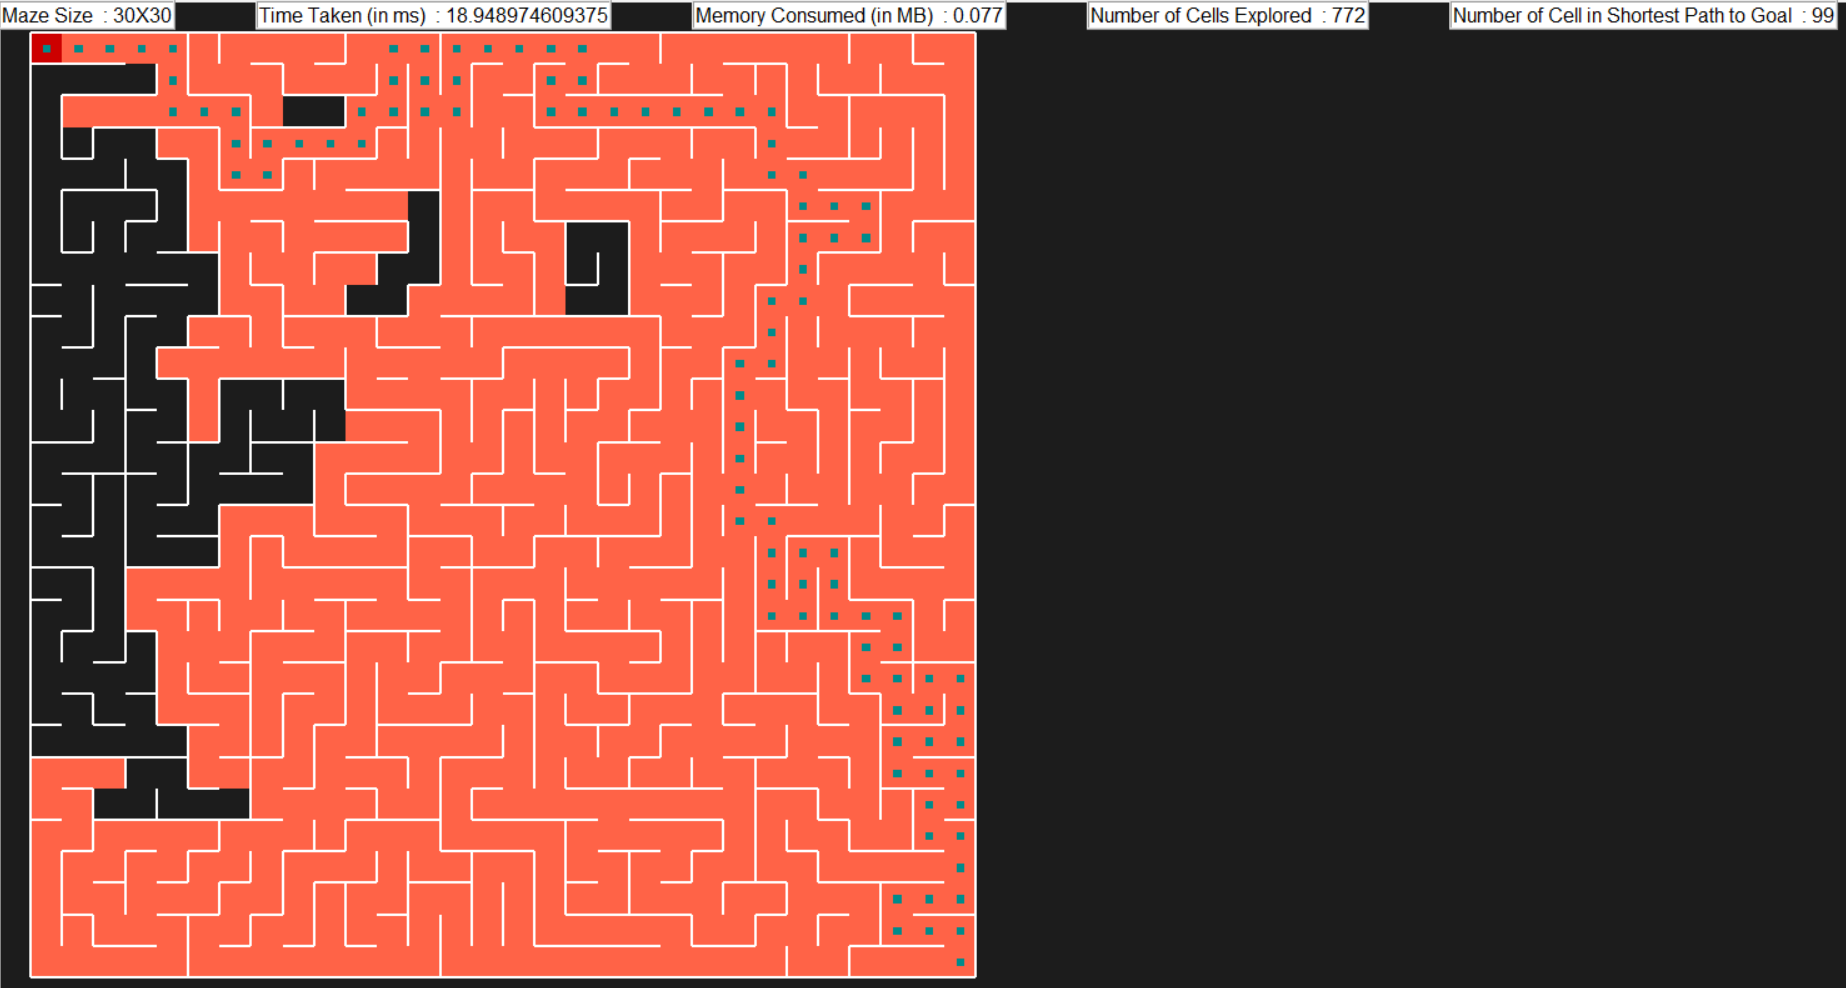 Maze Size : 30X30
Time Taken (in ms) : 18.948974609375
Memory Consumed (in MB) : 0.077
Number of Cells Explored : 772
Number of Cell in Shortest Path to Goal : 99